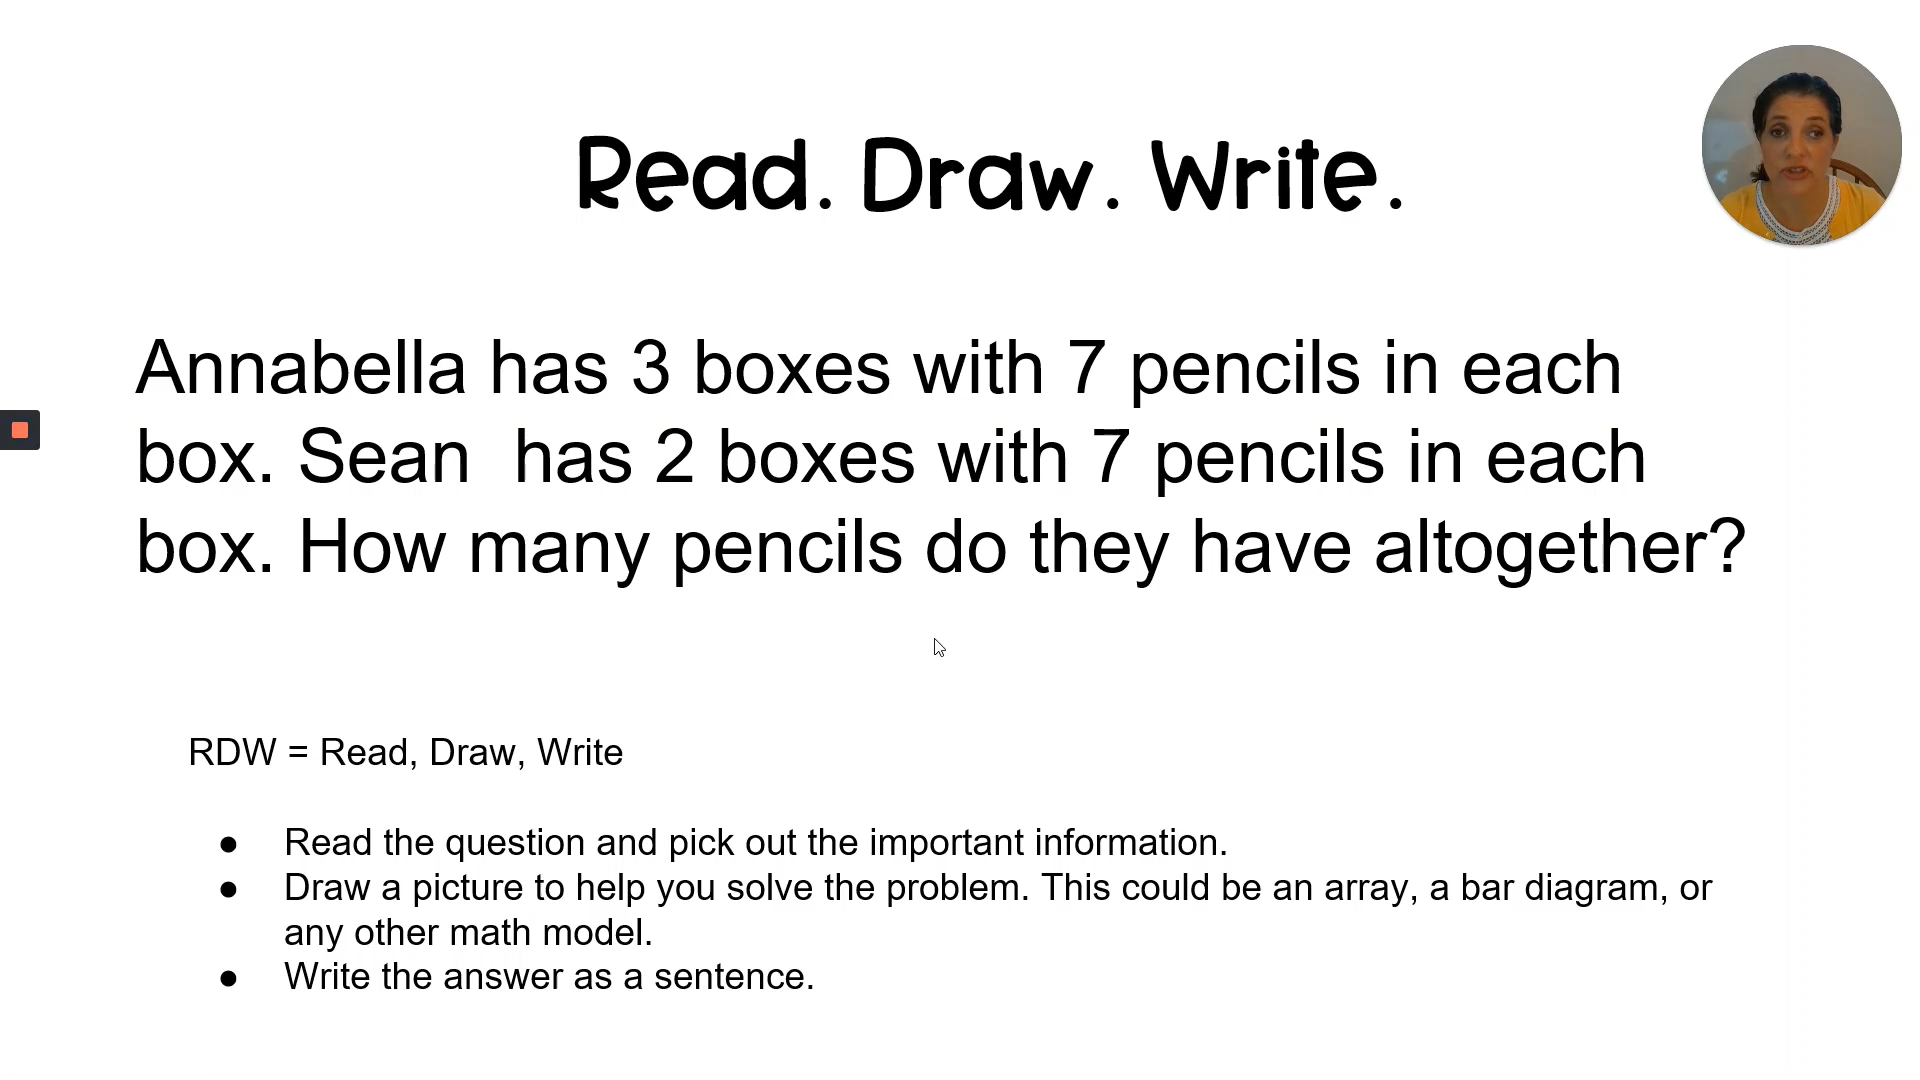 Read. Draw. Write.
Annabella has 3 boxes with 7 pencils in each
box. Sean  has 2 boxes with 7 pencils in each
box. How many pencils do they have altogether?
RDW = Read, Draw, Write
● Read the question and pick out the important information.
● Draw a picture to help you solve the problem. This could be an array, a bar diagram, or
any other math model.
● Write the answer as a sentence.